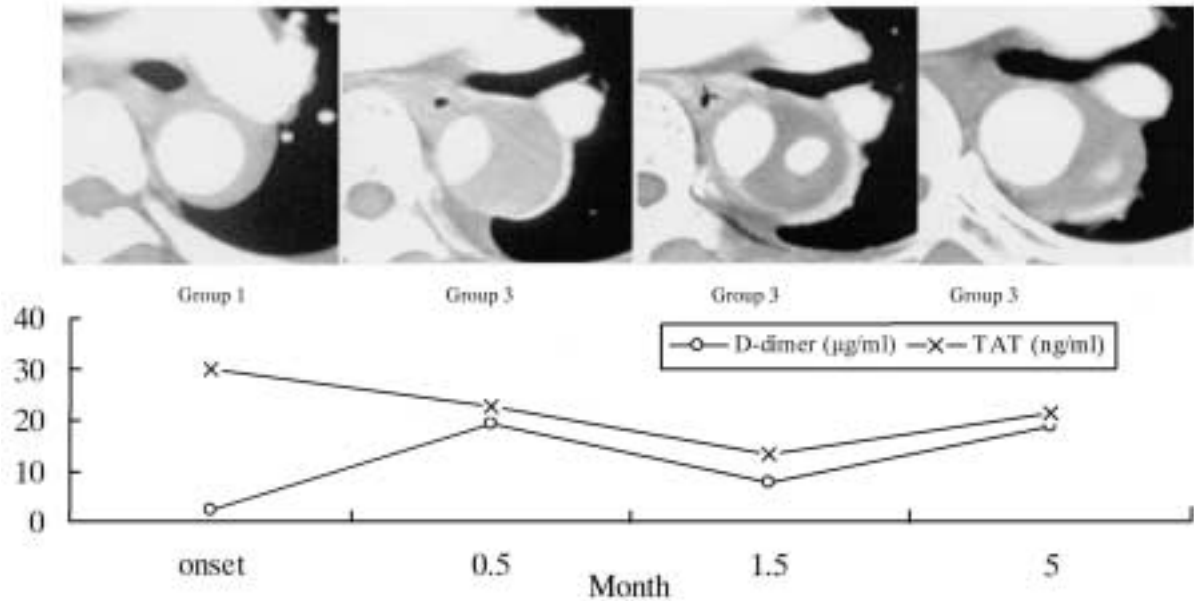 Group 1 Group 3 Group 3 Group 3
40
D-dimer (μg/ml) TAT (ng/ml)
30
20
10
0
onset 0.5 1.5 5
Month